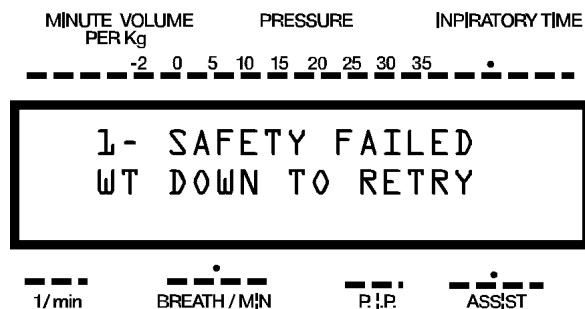 MINUTE VOLUME PRESSURE INPIRATORY TIME
PER Kg
-2 0 5 10 15 20 25 30 35
1- SAFETY FAILED
WT DOWN TO RETRY
1/min BREATH / MIN P.I.P. ASSIST